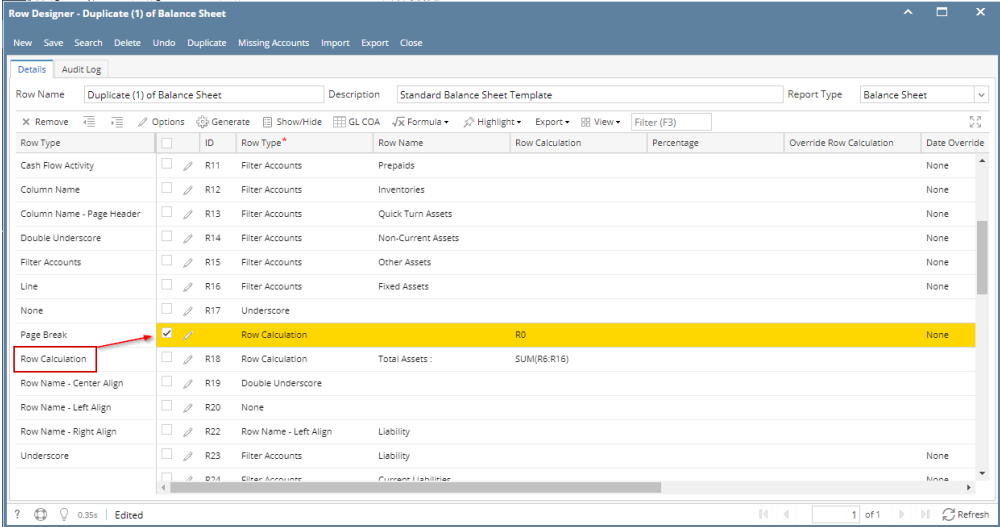 Row Designer - Duplicate (1) of Balance Sheet
New Save Search Delete Undo Duplicate Missing Accounts Import Export Close
Details Audit Log
Row Name Duplicate (1) of Balance Sheet Description Standard Balance Sheet Template Report Type Balance Sheet
Remove Options Generate Show/Hide GL COA Formula Highlight Export View Filter (F3)
Row Type ID Row Type* Row Name Row Calculation Percentage Override Row Calculation Date Override
Cash Flow Activity R11 Filter Accounts Prepaids None
Column Name R12 Filter Accounts Inventories None
Column Name - Page Header R13 Filter Accounts Quick Turn Assets None
Double Underscore R14 Filter Accounts Non-Current Assets None
Filter Accounts R15 Filter Accounts Other Assets None
Line R16 Filter Accounts Fixed Assets None
None R17 Underscore
Page Break Row Calculation R0 None
Row Calculation R18 Row Calculation Total Assets : SUM(R6:R16)
Row Name - Center Align R19 Double Underscore
Row Name - Left Align R20 None
Row Name - Right Align R22 Row Name - Left Align Liability
Underscore R23 Filter Accounts Liability None
R24 Filter Accounts Current Liabilities None
? 0.35s Edited 1 of 1 Refresh